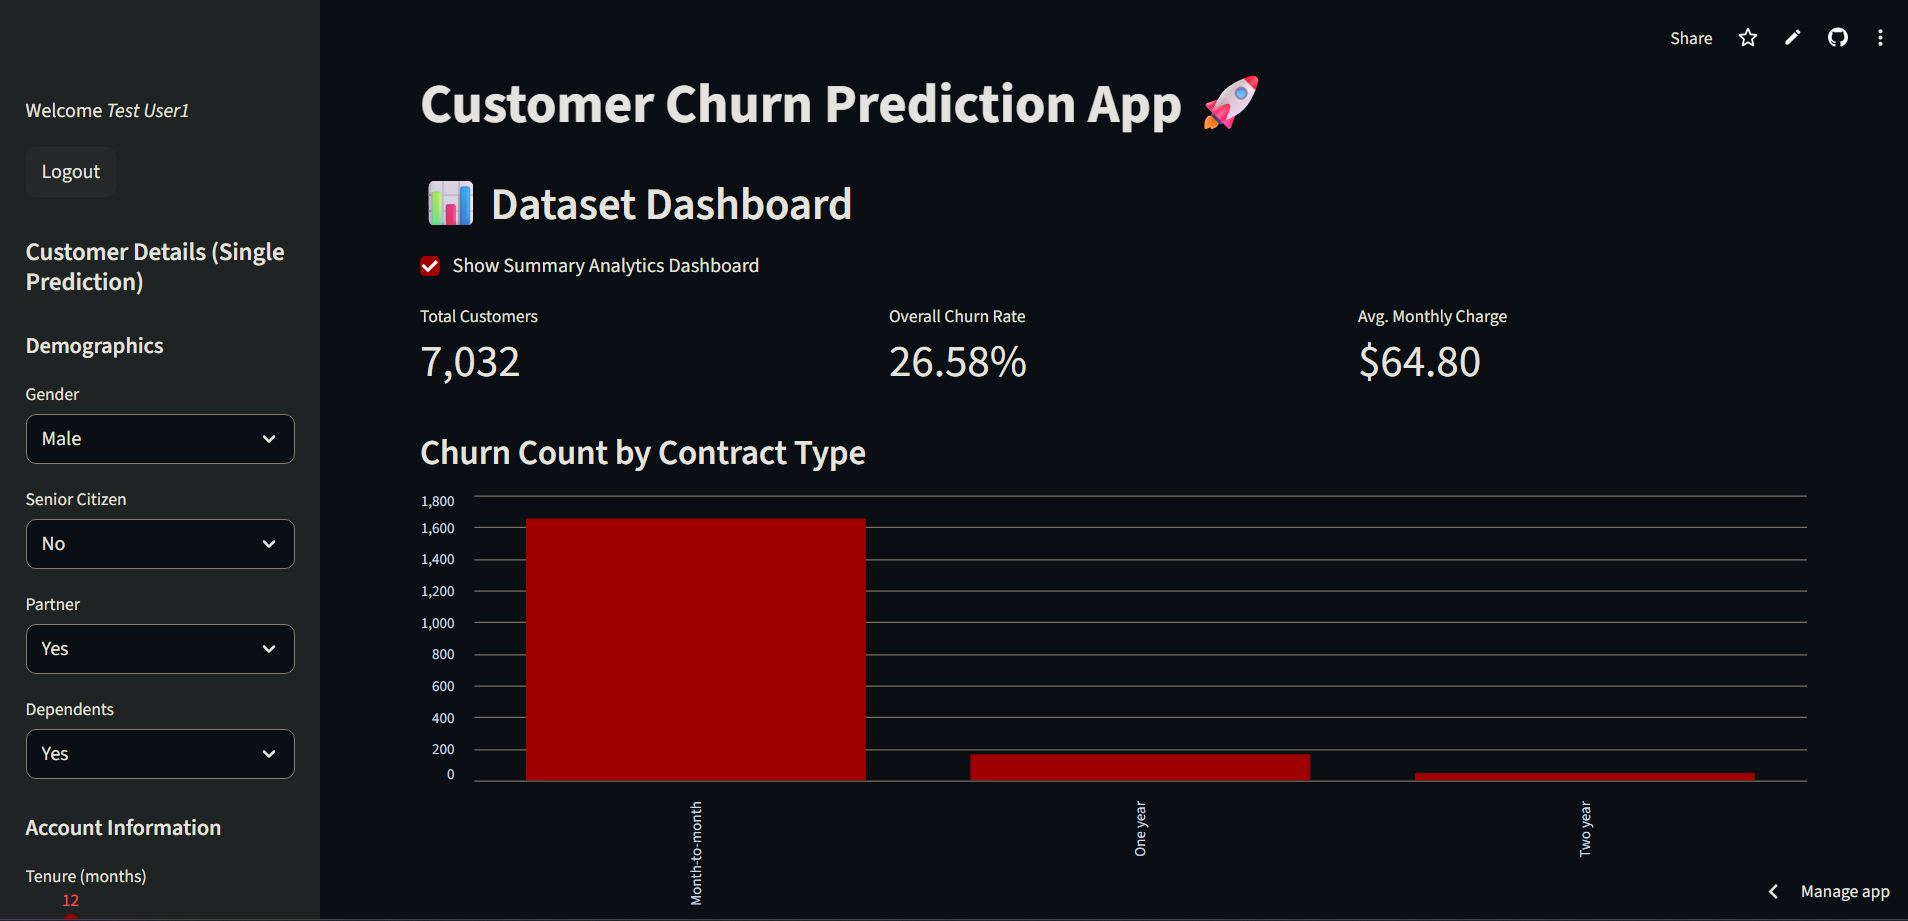 Share
Welcome Test User1
Logout
Customer Details (Single
Prediction)
Demographics
Gender
Male
Senior Citizen
No
Partner
Yes
Dependents
Yes
Account Information
Tenure (months)
12
Customer Churn Prediction App
Dataset Dashboard
Show Summary Analytics Dashboard
Total Customers
7,032
Overall Churn Rate
26.58%
Avg. Monthly Charge
$64.80
Churn Count by Contract Type
1,800
1,600
1,400
1,200
1,000
800
600
400
200
0
Month-to-month
One year
Two year
Manage app